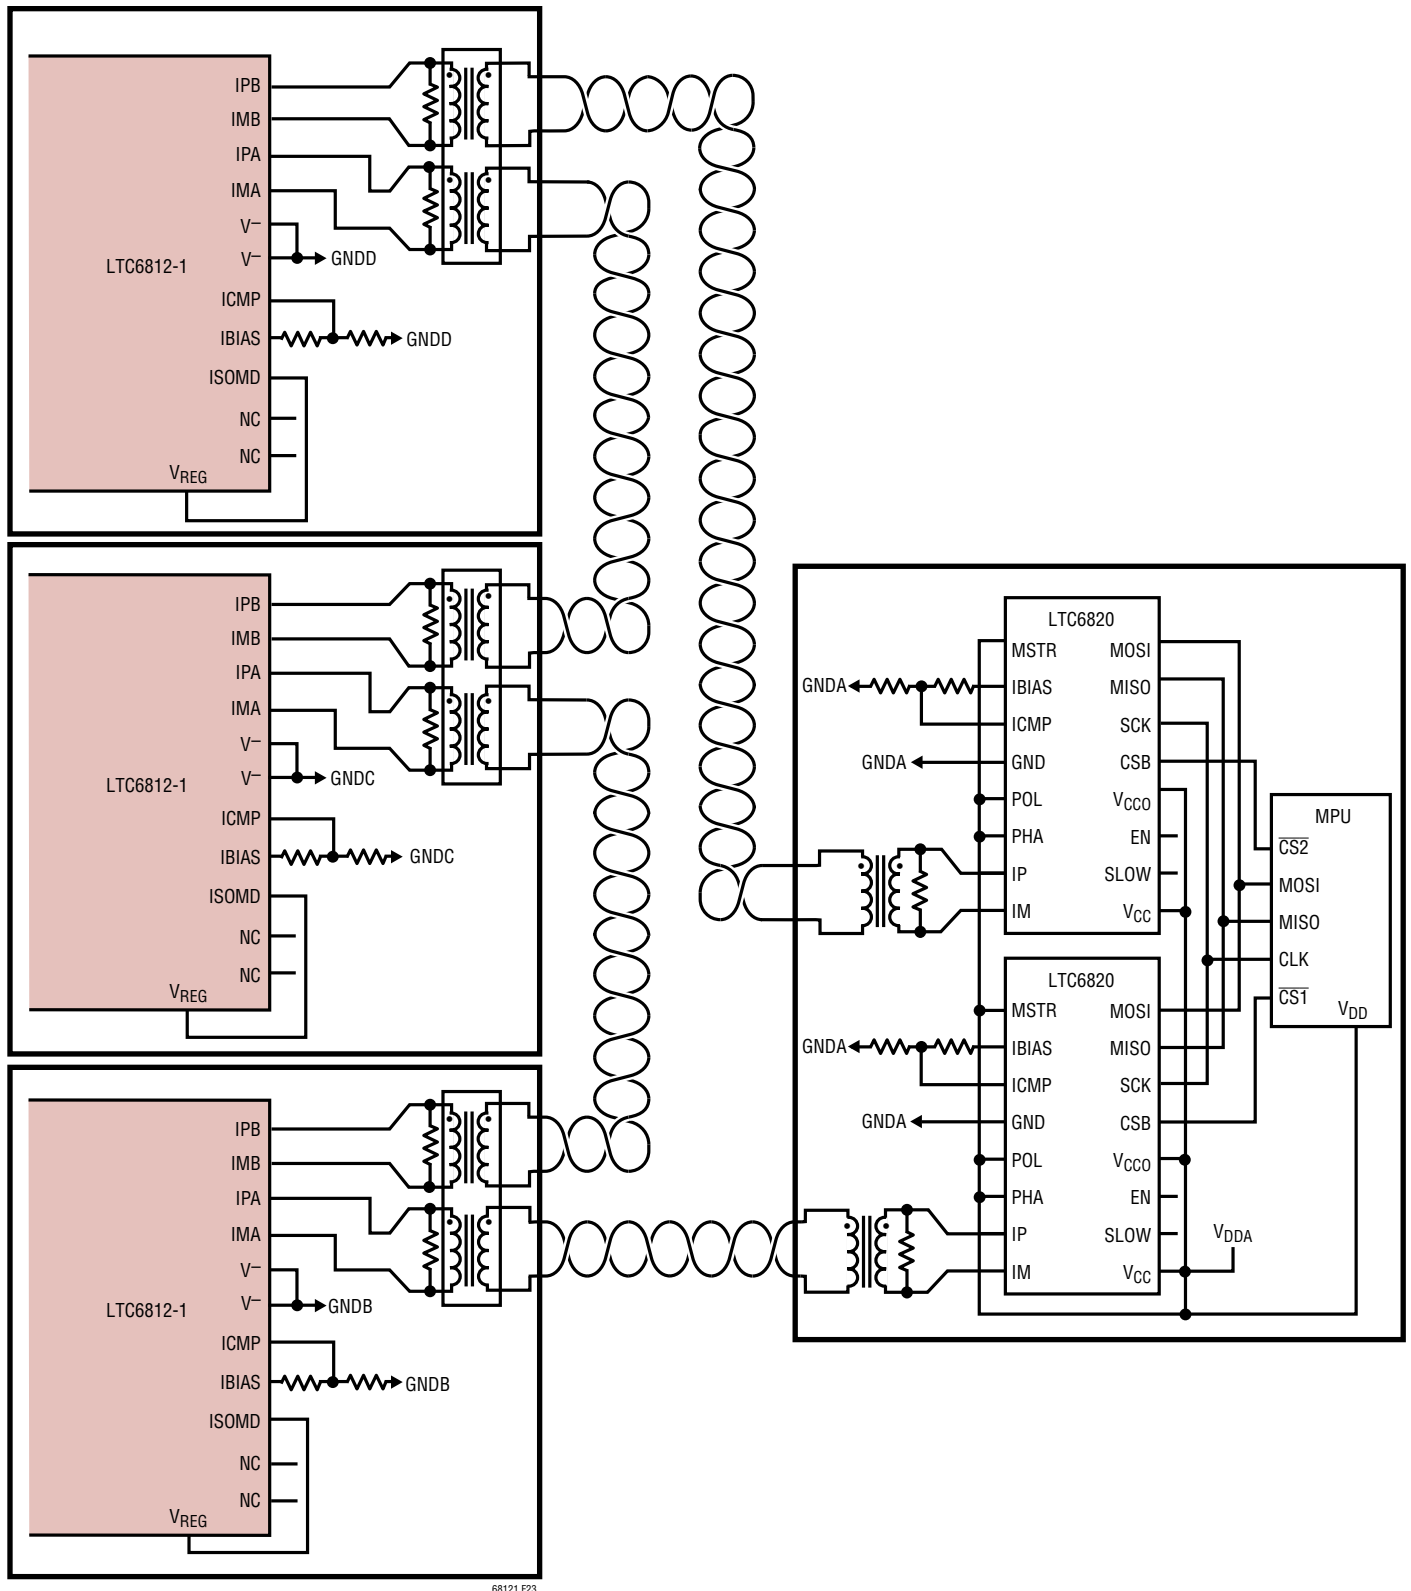 IPB
IMB
IPA
IMA
V–
V–
GNDD
LTC6812-1
ICMP
IBIAS
GNDD
ISOMD
NC
NC
VREG
IPB
IMB
IPA
IMA
V–
V–
GNDC
LTC6812-1
ICMP
IBIAS
GNDC
ISOMD
NC
NC
VREG
IPB
IMB
IPA
IMA
V–
V–
GNDB
LTC6812-1
ICMP
IBIAS
GNDB
ISOMD
NC
NC
VREG
LTC6820
MSTR MOSI
GNDA IBIAS MISO
ICMP SCK
GNDA GND CSB
POL VCCO
PHA EN
IP SLOW
IM VCC
MPU
CS2
MOSI
MISO
CLK
CS1
VDD
LTC6820
MSTR MOSI
GNDA IBIAS MISO
ICMP SCK
GNDA GND CSB
POL VCCO
PHA EN
IP SLOW
IM VCC
VDDA
68121 F23